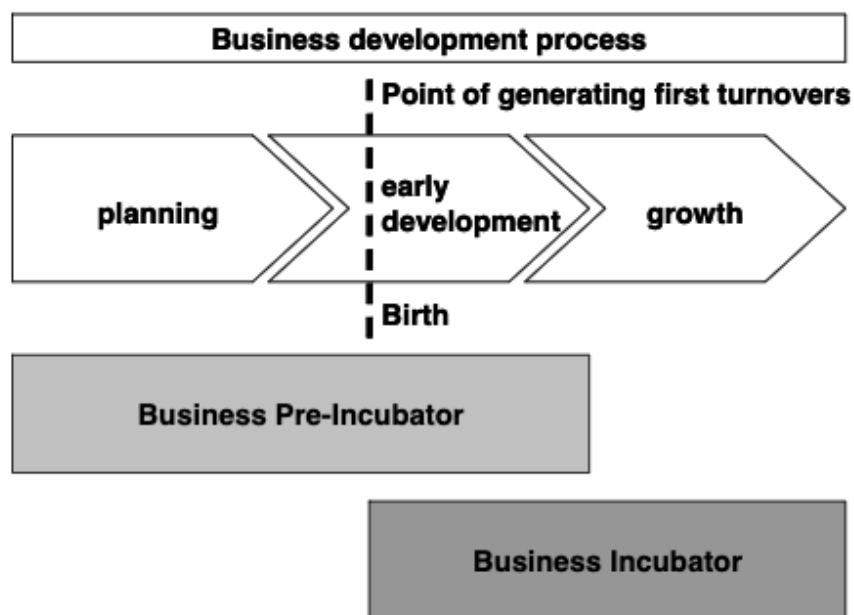 Business development process
Point of generating first turnovers
planning
early
development
growth
Birth
Business Pre-Incubator
Business Incubator